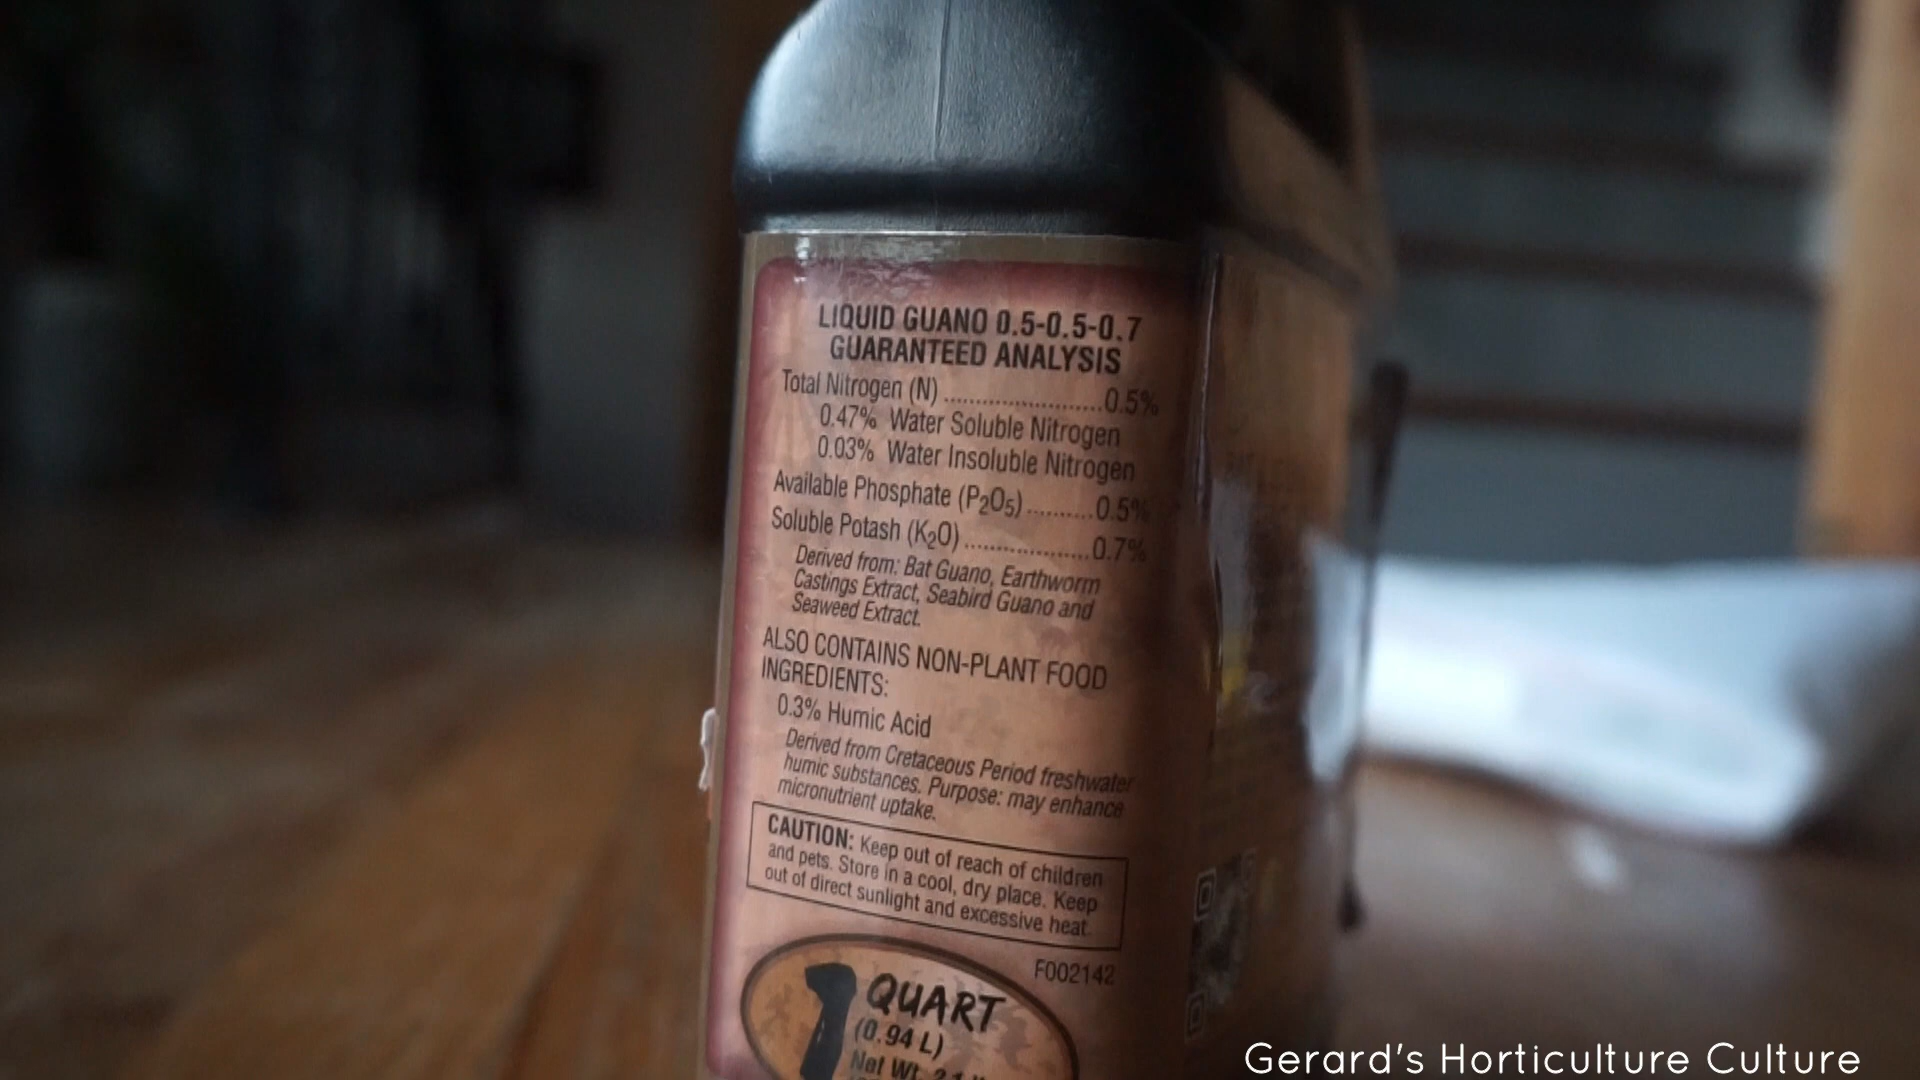 LIQUID GUANO 0.5-0.5-0.7
GUARANTEED ANALYSIS
Total Nitrogen (N) ........................0.5%
0.47% Water Soluble Nitrogen
0.03% Water Insoluble Nitrogen
Available Phosphate (P₂O₅)..........0.5%
Soluble Potash (K₂O) ...................0.7%
Derived from: Bat Guano, Earthworm
Castings Extract, Seabird Guano and
Seaweed Extract.
ALSO CONTAINS NON-PLANT FOOD
INGREDIENTS:
0.3% Humic Acid
Derived from Cretaceous Period freshwater
humic substances. Purpose: may enhance
micronutrient uptake.
CAUTION: Keep out of reach of children
and pets. Store in a cool, dry place. Keep
out of direct sunlight and excessive heat.
F002142
1 QUART
(0.94 L)
Net Wt. 2.1
Gerard's Horticulture Culture